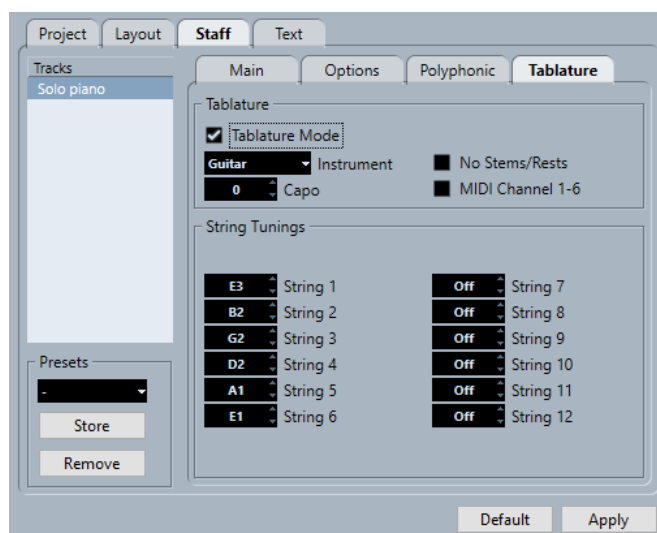 Project Layout Staff Text
Tracks
Solo piano
Main Options Polyphonic Tablature
Tablature
Tablature Mode
Guitar Instrument No Stems/Rests
0 Capo MIDI Channel 1-6
String Tunings
E3 String 1 Off String 7
B2 String 2 Off String 8
G2 String 3 Off String 9
D2 String 4 Off String 10
A1 String 5 Off String 11
E1 String 6 Off String 12
Presets
-
Store
Remove
Default Apply